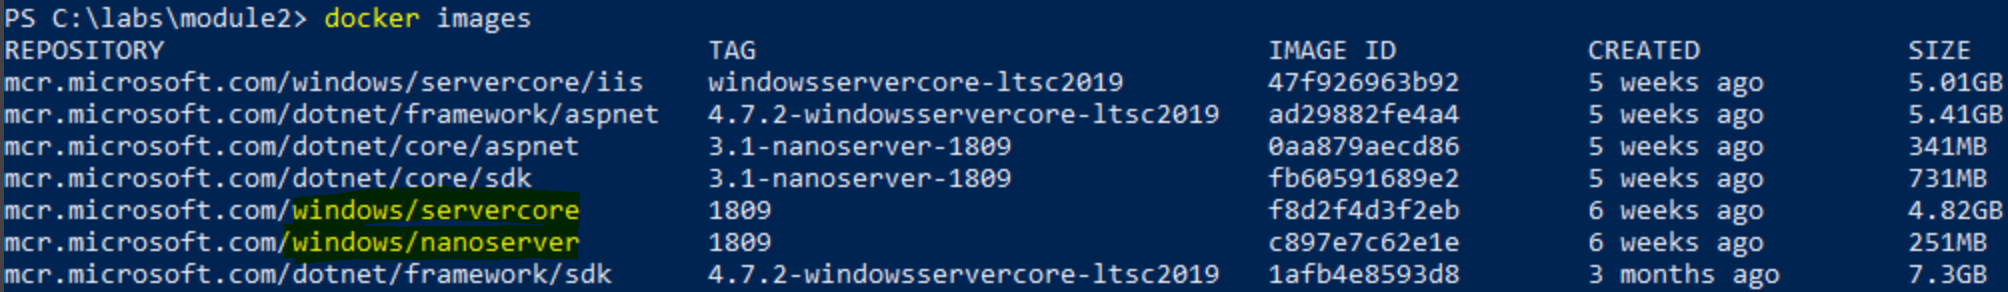 PS C:\labs\module2> docker images
REPOSITORY TAG IMAGE ID CREATED SIZE
mcr.microsoft.com/windows/servercore/iis windowsservercore-ltsc2019 47f926963b92 5 weeks ago 5.01GB
mcr.microsoft.com/dotnet/framework/aspnet 4.7.2-windowsservercore-ltsc2019 ad29882fe4a4 5 weeks ago 5.41GB
mcr.microsoft.com/dotnet/core/aspnet 3.1-nanoserver-1809 0aa879aecd86 5 weeks ago 341MB
mcr.microsoft.com/dotnet/core/sdk 3.1-nanoserver-1809 fb60591689e2 5 weeks ago 731MB
mcr.microsoft.com/windows/servercore 1809 f8d2f4d3f2eb 6 weeks ago 4.82GB
mcr.microsoft.com/windows/nanoserver 1809 c897e7c62e1e 6 weeks ago 251MB
mcr.microsoft.com/dotnet/framework/sdk 4.7.2-windowsservercore-ltsc2019 1afb4e8593d8 3 months ago 7.3GB